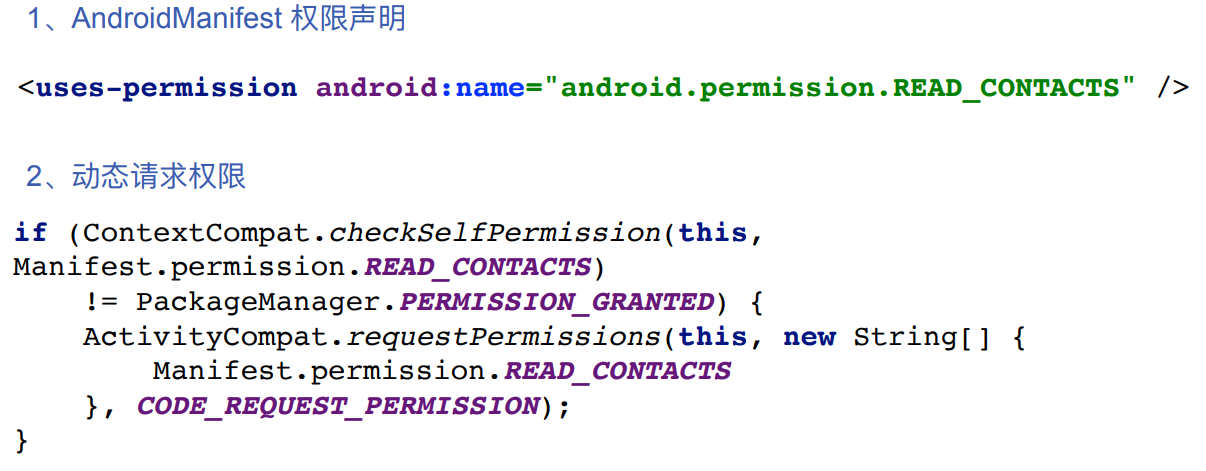 1、AndroidManifest 权限声明
<uses-permission android:name="android.permission.READ_CONTACTS" />
2、动态请求权限
if (ContextCompat.checkSelfPermission(this,
Manifest.permission.READ_CONTACTS)
    != PackageManager.PERMISSION_GRANTED) {
    ActivityCompat.requestPermissions(this, new String[] {
        Manifest.permission.READ_CONTACTS
    }, CODE_REQUEST_PERMISSION);
}